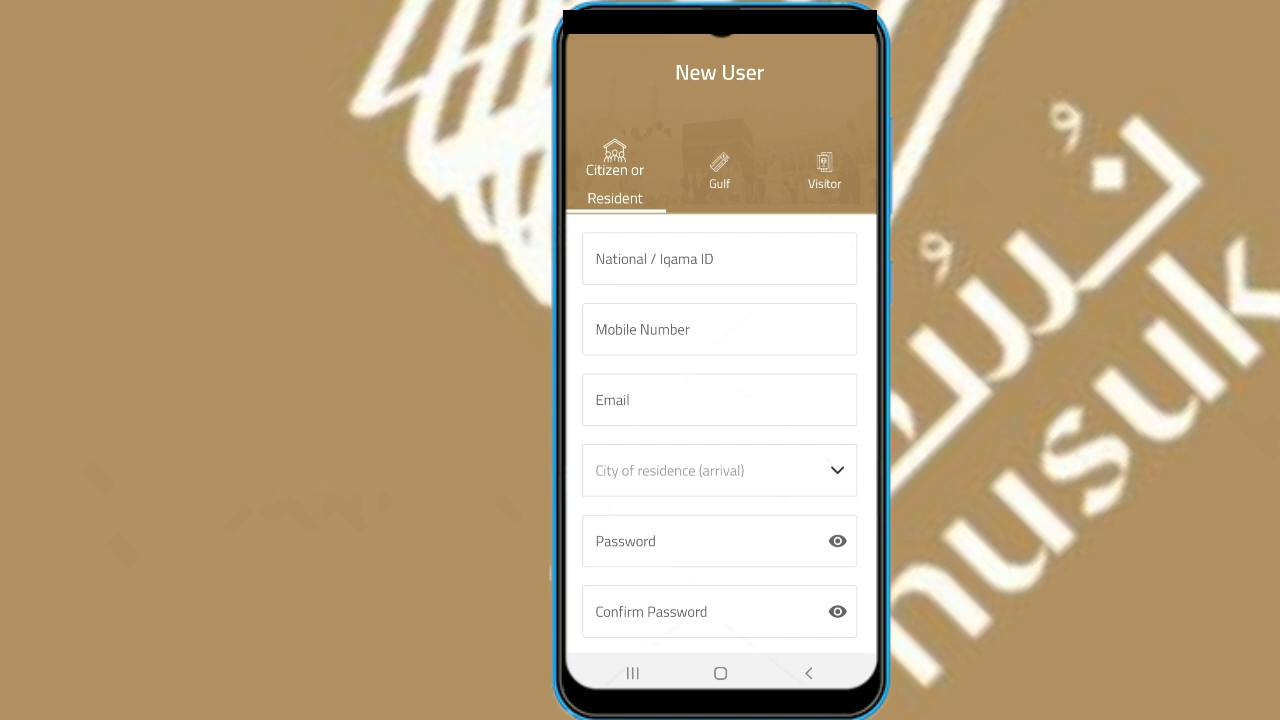 New User
Citizen or
Resident
Gulf
Visitor
National / Iqama ID
Mobile Number
Email
City of residence (arrival)
Password
Confirm Password
نُسُك
nusuk